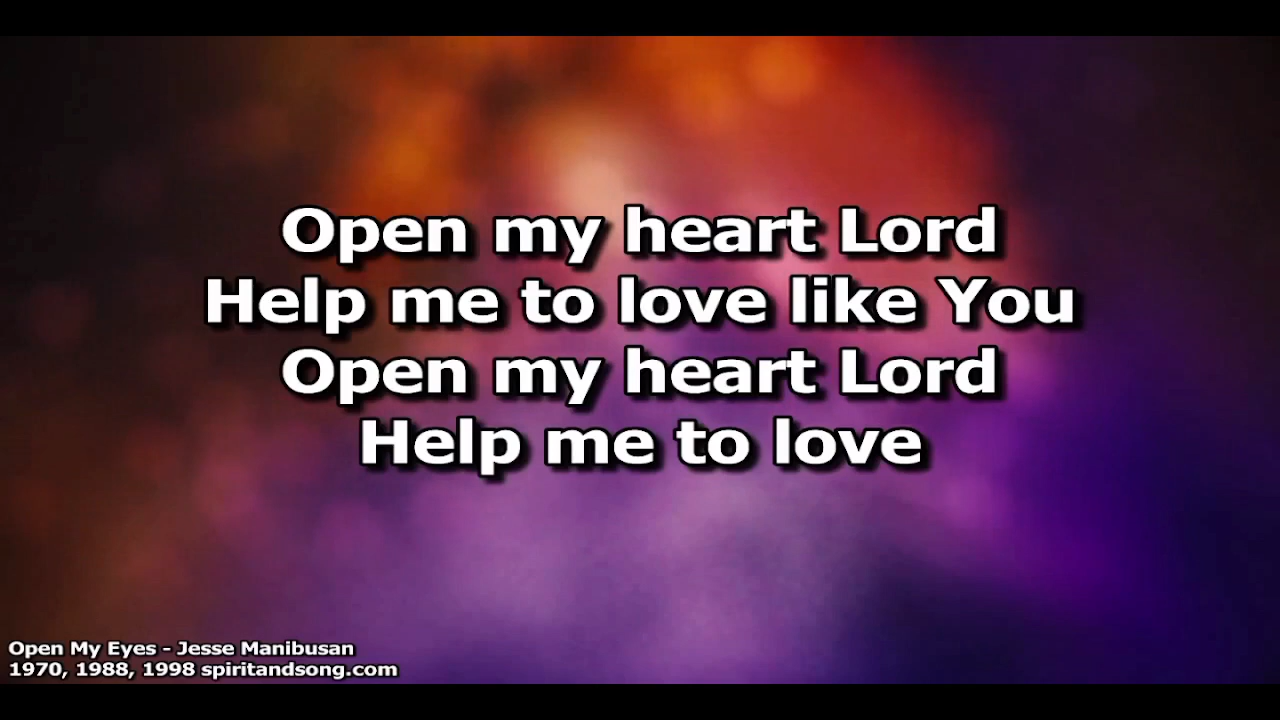 Open my heart Lord
Help me to love like You
Open my heart Lord
Help me to love
Open My Eyes - Jesse Manibusan
1970, 1988, 1998 spiritandsong.com